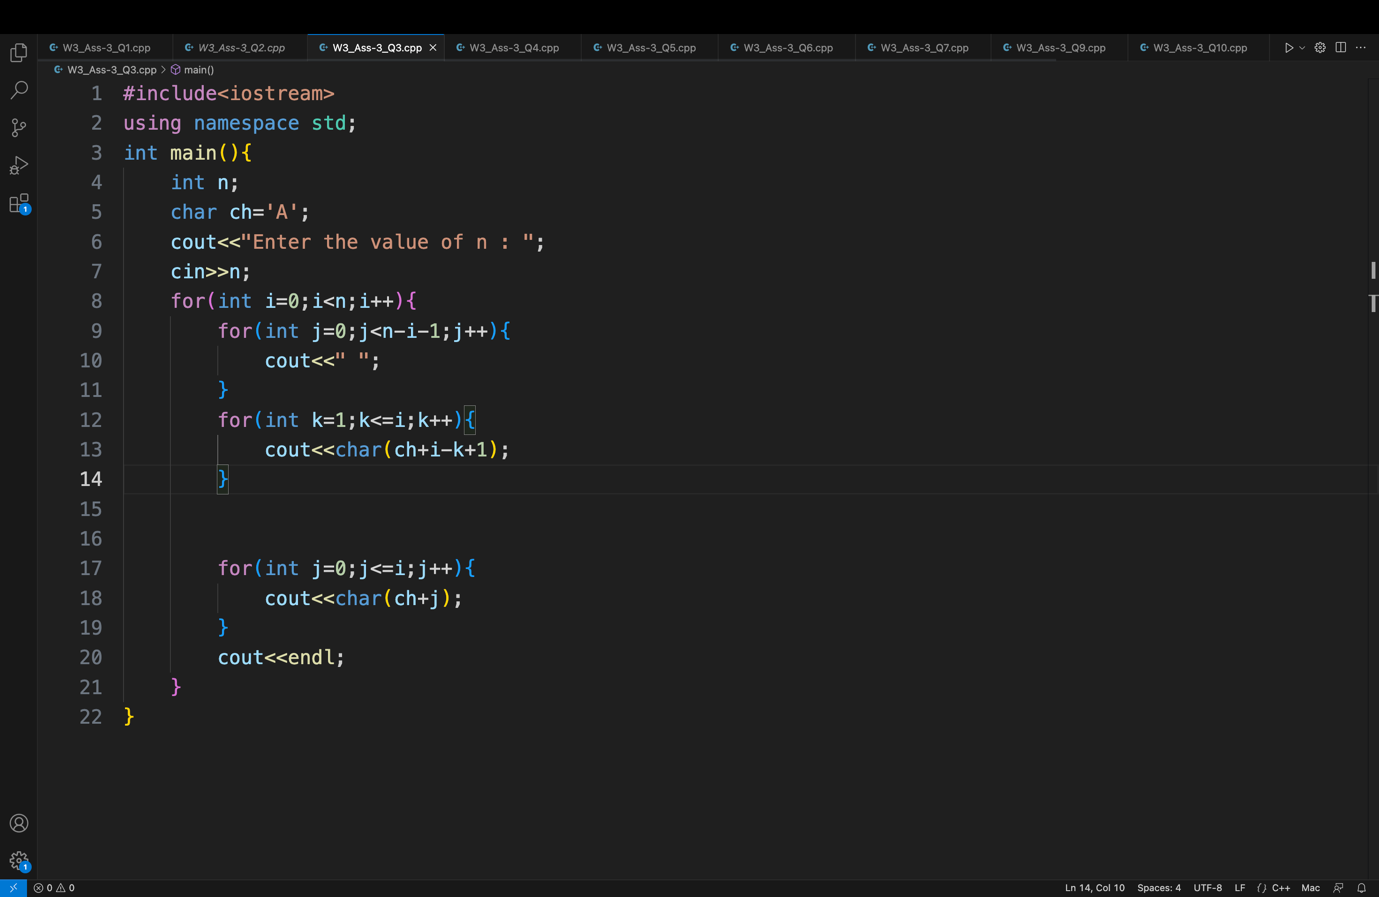 W3_Ass-3_Q1.cpp W3_Ass-3_Q2.cpp W3_Ass-3_Q3.cpp W3_Ass-3_Q4.cpp W3_Ass-3_Q5.cpp W3_Ass-3_Q6.cpp W3_Ass-3_Q7.cpp W3_Ass-3_Q9.cpp W3_Ass-3_Q10.cpp
W3_Ass-3_Q3.cpp > main()
1 #include<iostream>
2 using namespace std;
3 int main(){
4     int n;
5     char ch='A';
6     cout<<"Enter the value of n : ";
7     cin>>n;
8     for(int i=0;i<n;i++){
9         for(int j=0;j<n-i-1;j++){
10             cout<<" ";
11         }
12         for(int k=1;k<=i;k++){
13             cout<<char(ch+i-k+1);
14         }
15
16
17         for(int j=0;j<=i;j++){
18             cout<<char(ch+j);
19         }
20         cout<<endl;
21     }
22 }
1
1
0 0 Ln 14, Col 10 Spaces: 4 UTF-8 LF {} C++ Mac